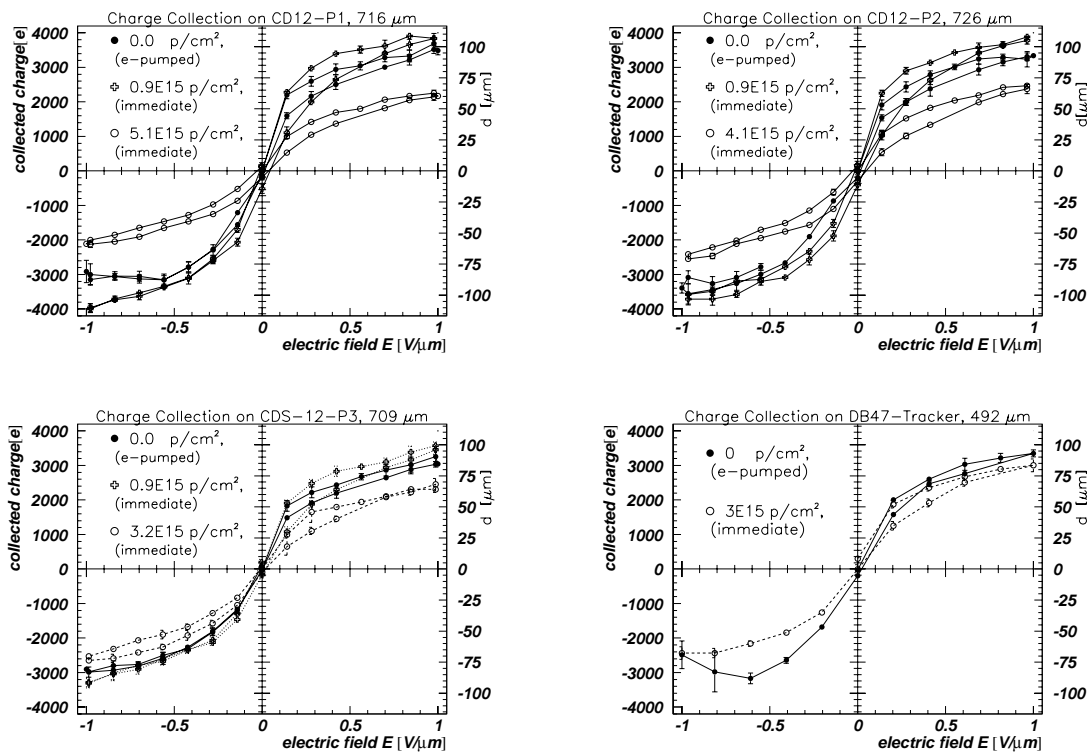 Charge Collection on CD12-P1, 716 μm
collected charge[e]
4000
3000
2000
1000
0
-1000
-2000
-3000
-4000
● 0.0 p/cm²,
(e-pumped)
0.9E15 p/cm²,
(immediate)
○ 5.1E15 p/cm²,
(immediate)
100
75
50
25
0
-25
-50
-75
-100
d [μm]
-1 -0.5 0 0.5 1
electric field E [V/μm]
Charge Collection on CD12-P2, 726 μm
collected charge[e]
4000
3000
2000
1000
0
-1000
-2000
-3000
-4000
● 0.0 p/cm²,
(e-pumped)
0.9E15 p/cm²,
(immediate)
○ 4.1E15 p/cm²,
(immediate)
100
75
50
25
0
-25
-50
-75
-100
d [μm]
-1 -0.5 0 0.5 1
electric field E [V/μm]
Charge Collection on CDS-12-P3, 709 μm
collected charge[e]
4000
3000
2000
1000
0
-1000
-2000
-3000
-4000
● 0.0 p/cm²,
(e-pumped)
0.9E15 p/cm²,
(immediate)
○ 3.2E15 p/cm²,
(immediate)
100
75
50
25
0
-25
-50
-75
-100
d [μm]
-1 -0.5 0 0.5 1
electric field E [V/μm]
Charge Collection on DB47-Tracker, 492 μm
collected charge[e]
4000
3000
2000
1000
0
-1000
-2000
-3000
-4000
● 0 p/cm²,
(e-pumped)
○ 3E15 p/cm²,
(immediate)
100
75
50
25
0
-25
-50
-75
-100
d [μm]
-1 -0.5 0 0.5 1
electric field E [V/μm]